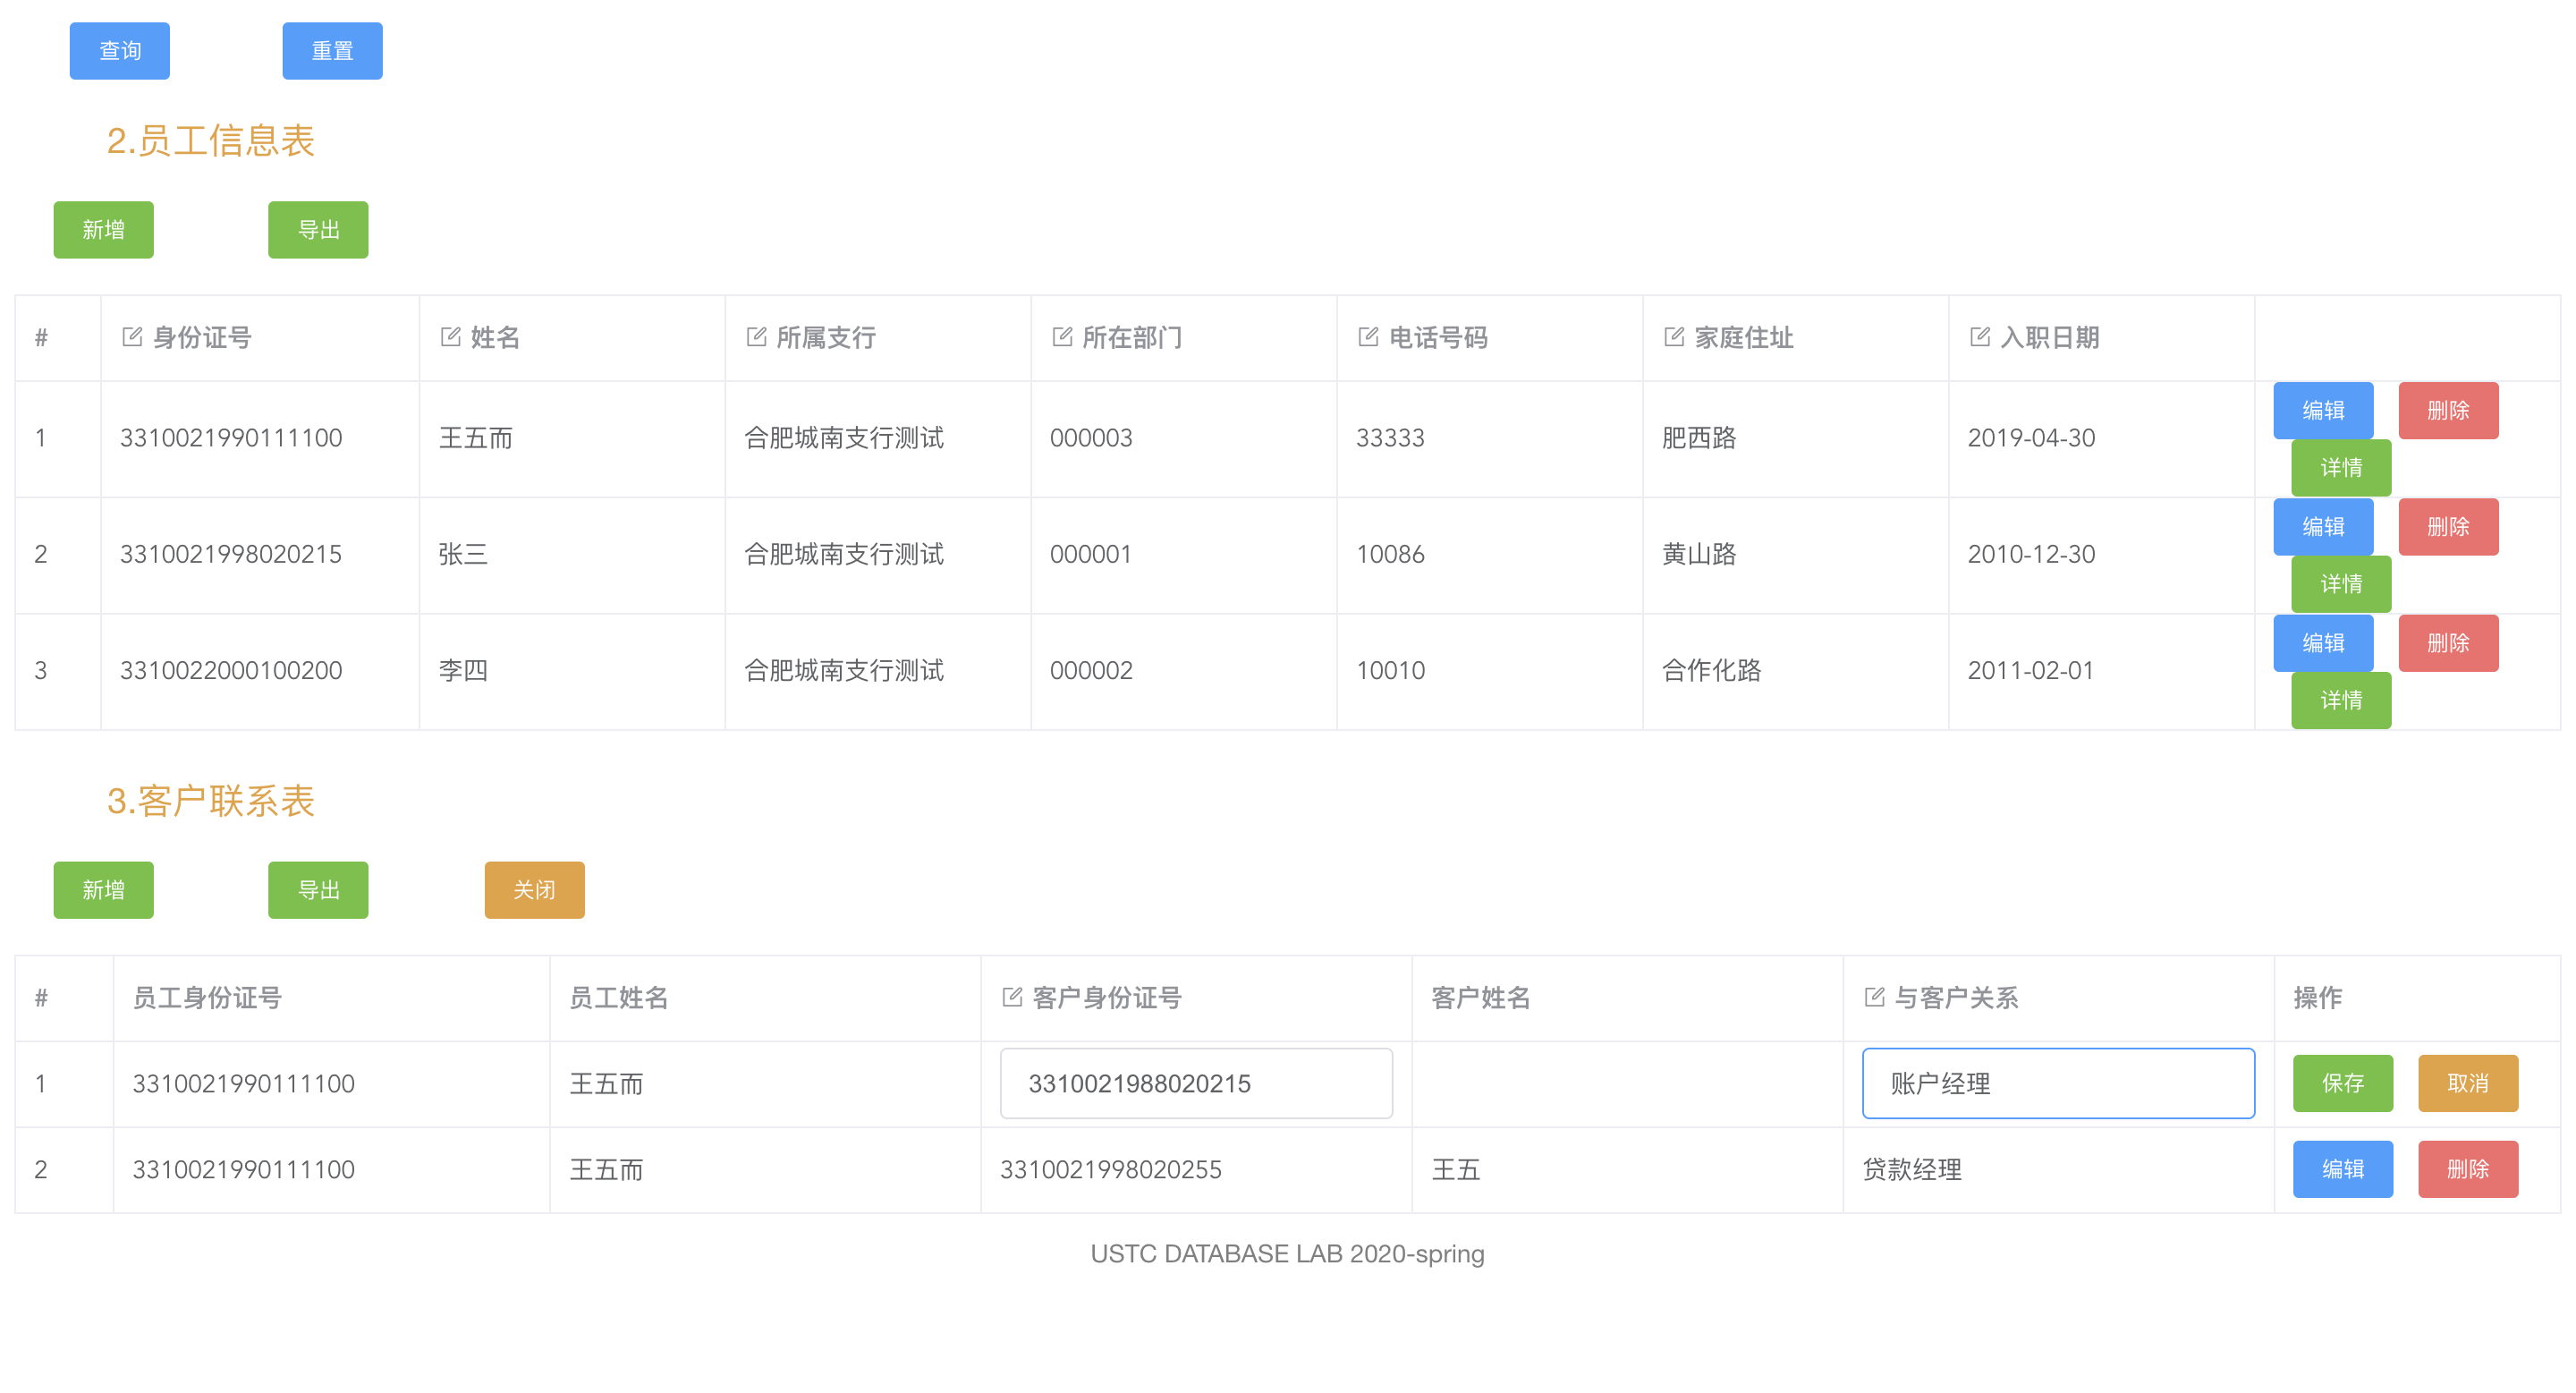 查询 重置
2.员工信息表
新增 导出
# 身份证号 姓名 所属支行 所在部门 电话号码 家庭住址 入职日期
1 3310021990111100 王五而 合肥城南支行测试 000003 33333 肥西路 2019-04-30 编辑 删除
详情
2 3310021998020215 张三 合肥城南支行测试 000001 10086 黄山路 2010-12-30 编辑 删除
详情
3 3310022000100200 李四 合肥城南支行测试 000002 10010 合作化路 2011-02-01 编辑 删除
详情
3.客户联系表
新增 导出 关闭
# 员工身份证号 员工姓名 客户身份证号 客户姓名 与客户关系 操作
1 3310021990111100 王五而 3310021988020215 账户经理 保存 取消
2 3310021990111100 王五而 3310021998020255 王五 贷款经理 编辑 删除
USTC DATABASE LAB 2020-spring